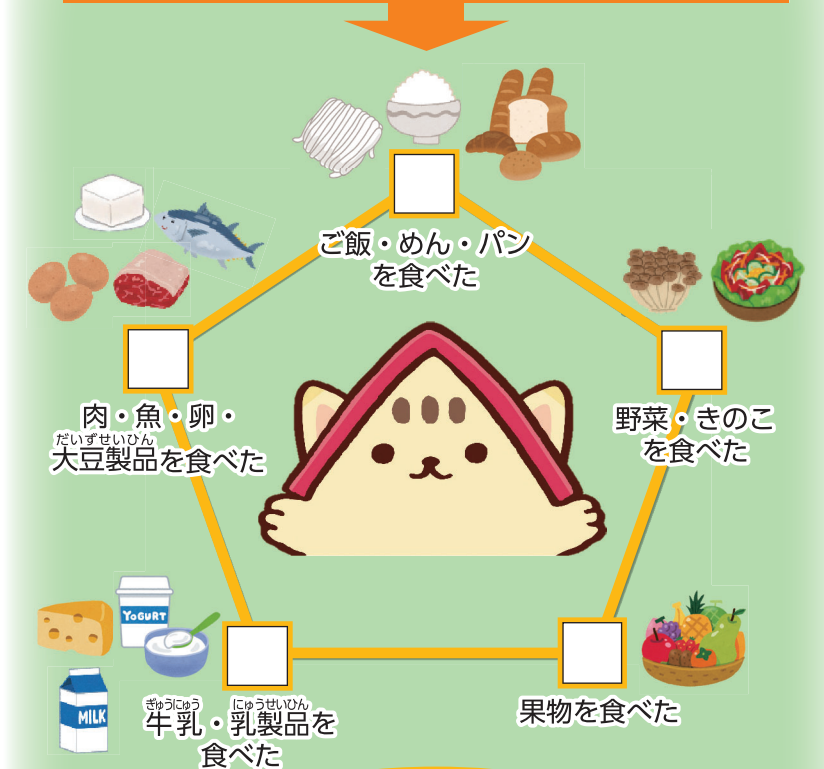 ご飯・めん・パン
を食べた
野菜・きのこ
を食べた
肉・魚・卵・
だいずせいひん
大豆製品を食べた
YOGURT
MILK
ぎゅうにゅう にゅうせいひん
牛乳・乳製品を
食べた
果物を食べた